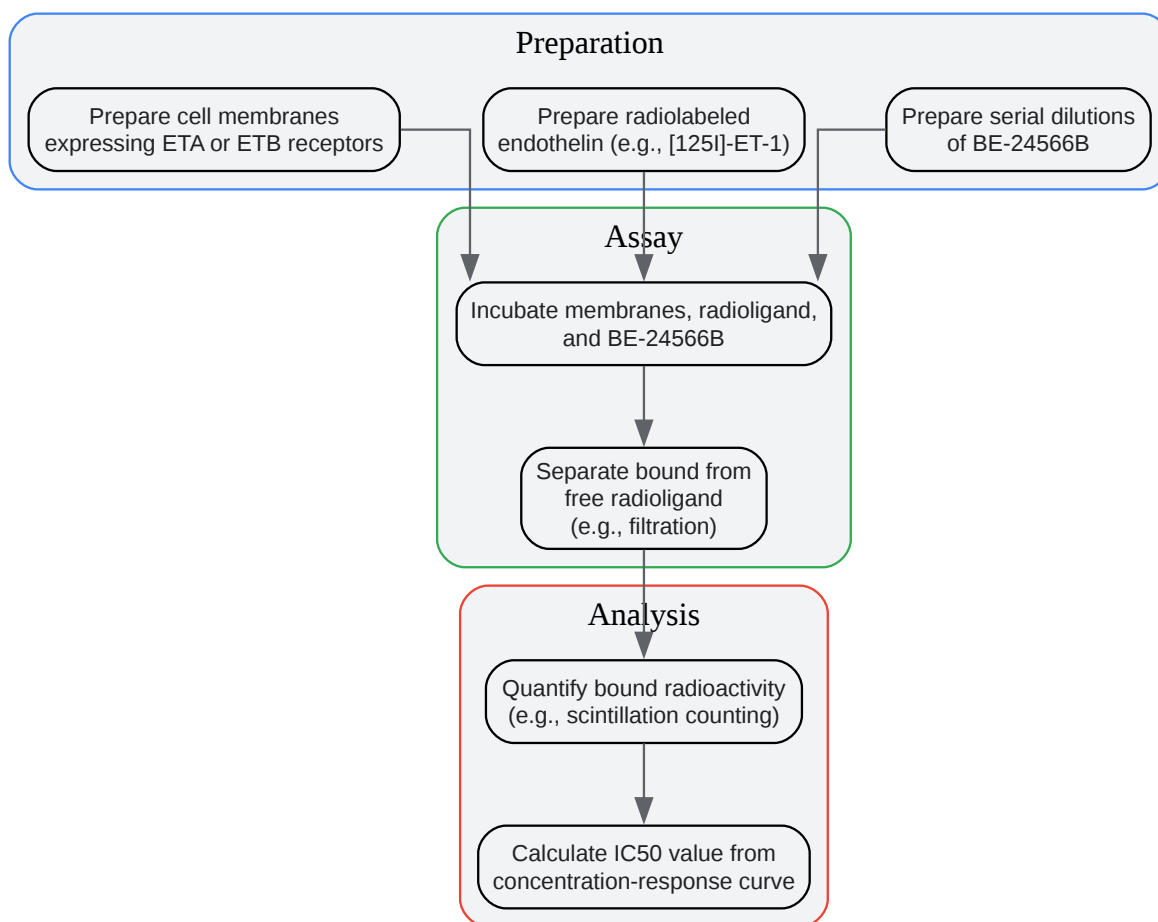 Preparation
Prepare cell membranes
expressing ETA or ETB receptors
Prepare radiolabeled
endothelin (e.g., [125I]-ET-1)
Prepare serial dilutions
of BE-24566B
Assay
Incubate membranes, radioligand,
and BE-24566B
Separate bound from
free radioligand
(e.g., filtration)
Analysis
Quantify bound radioactivity
(e.g., scintillation counting)
Calculate IC50 value from
concentration-response curve